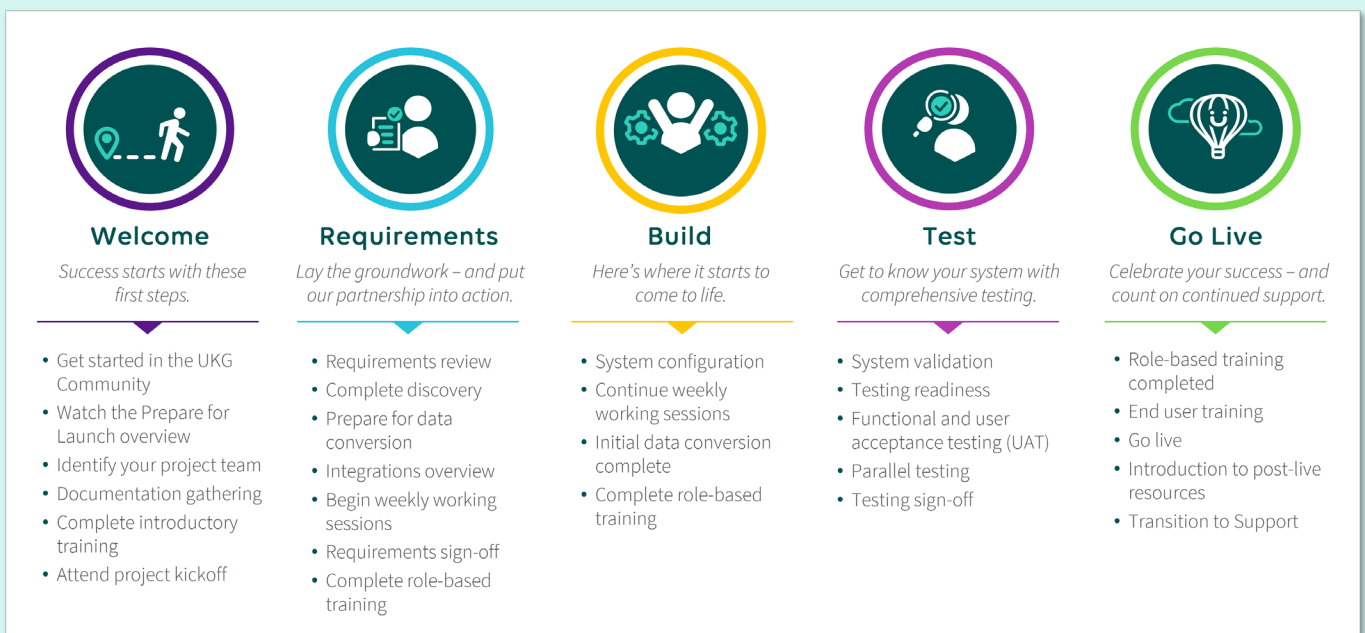 Welcome
Success starts with these
first steps.
• Get started in the UKG
Community
• Watch the Prepare for
Launch overview
• Identify your project team
• Documentation gathering
• Complete introductory
training
• Attend project kickoff
Requirements
Lay the groundwork – and put
our partnership into action.
• Requirements review
• Complete discovery
• Prepare for data
conversion
• Integrations overview
• Begin weekly working
sessions
• Requirements sign-off
• Complete role-based
training
Build
Here’s where it starts to
come to life.
• System configuration
• Continue weekly
working sessions
• Initial data conversion
complete
• Complete role-based
training
Test
Get to know your system with
comprehensive testing.
• System validation
• Testing readiness
• Functional and user
acceptance testing (UAT)
• Parallel testing
• Testing sign-off
Go Live
Celebrate your success – and
count on continued support.
• Role-based training
completed
• End user training
• Go live
• Introduction to post-live
resources
• Transition to Support